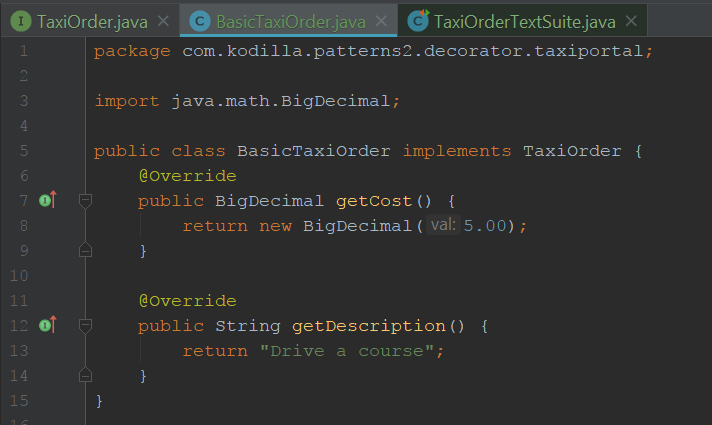 TaxiOrder.java BasicTaxiOrder.java TaxiOrderTextSuite.java
1 package com.kodilla.patterns2.decorator.taxiportal;
2
3 import java.math.BigDecimal;
4
5 public class BasicTaxiOrder implements TaxiOrder {
6 @Override
7 public BigDecimal getCost() {
8 return new BigDecimal( val: 5.00);
9 }
10
11 @Override
12 public String getDescription() {
13 return "Drive a course";
14 }
15 }
16